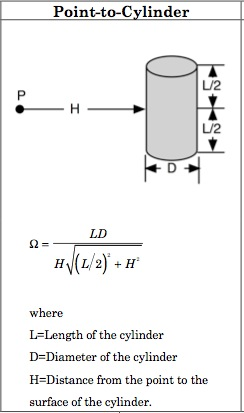 Point-to-Cylinder
L/2
P
H
L/2
D
Ω = LD / H√((L/2)² + H²)
where
L=Length of the cylinder
D=Diameter of the cylinder
H=Distance from the point to the
surface of the cylinder.